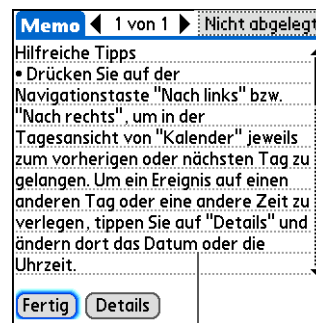 Memo 1 von 1 Nicht abgelegt
Hilfreiche Tipps
• Drücken Sie auf der
Navigationstaste "Nach links" bzw.
"Nach rechts", um in der
Tagesansicht von "Kalender" jeweils
zum vorherigen oder nächsten Tag zu
gelangen. Um ein Ereignis auf einen
anderen Tag oder eine andere Zeit zu
verlegen, tippen Sie auf "Details" und
ändern dort das Datum oder die
Uhrzeit.
Fertig Details